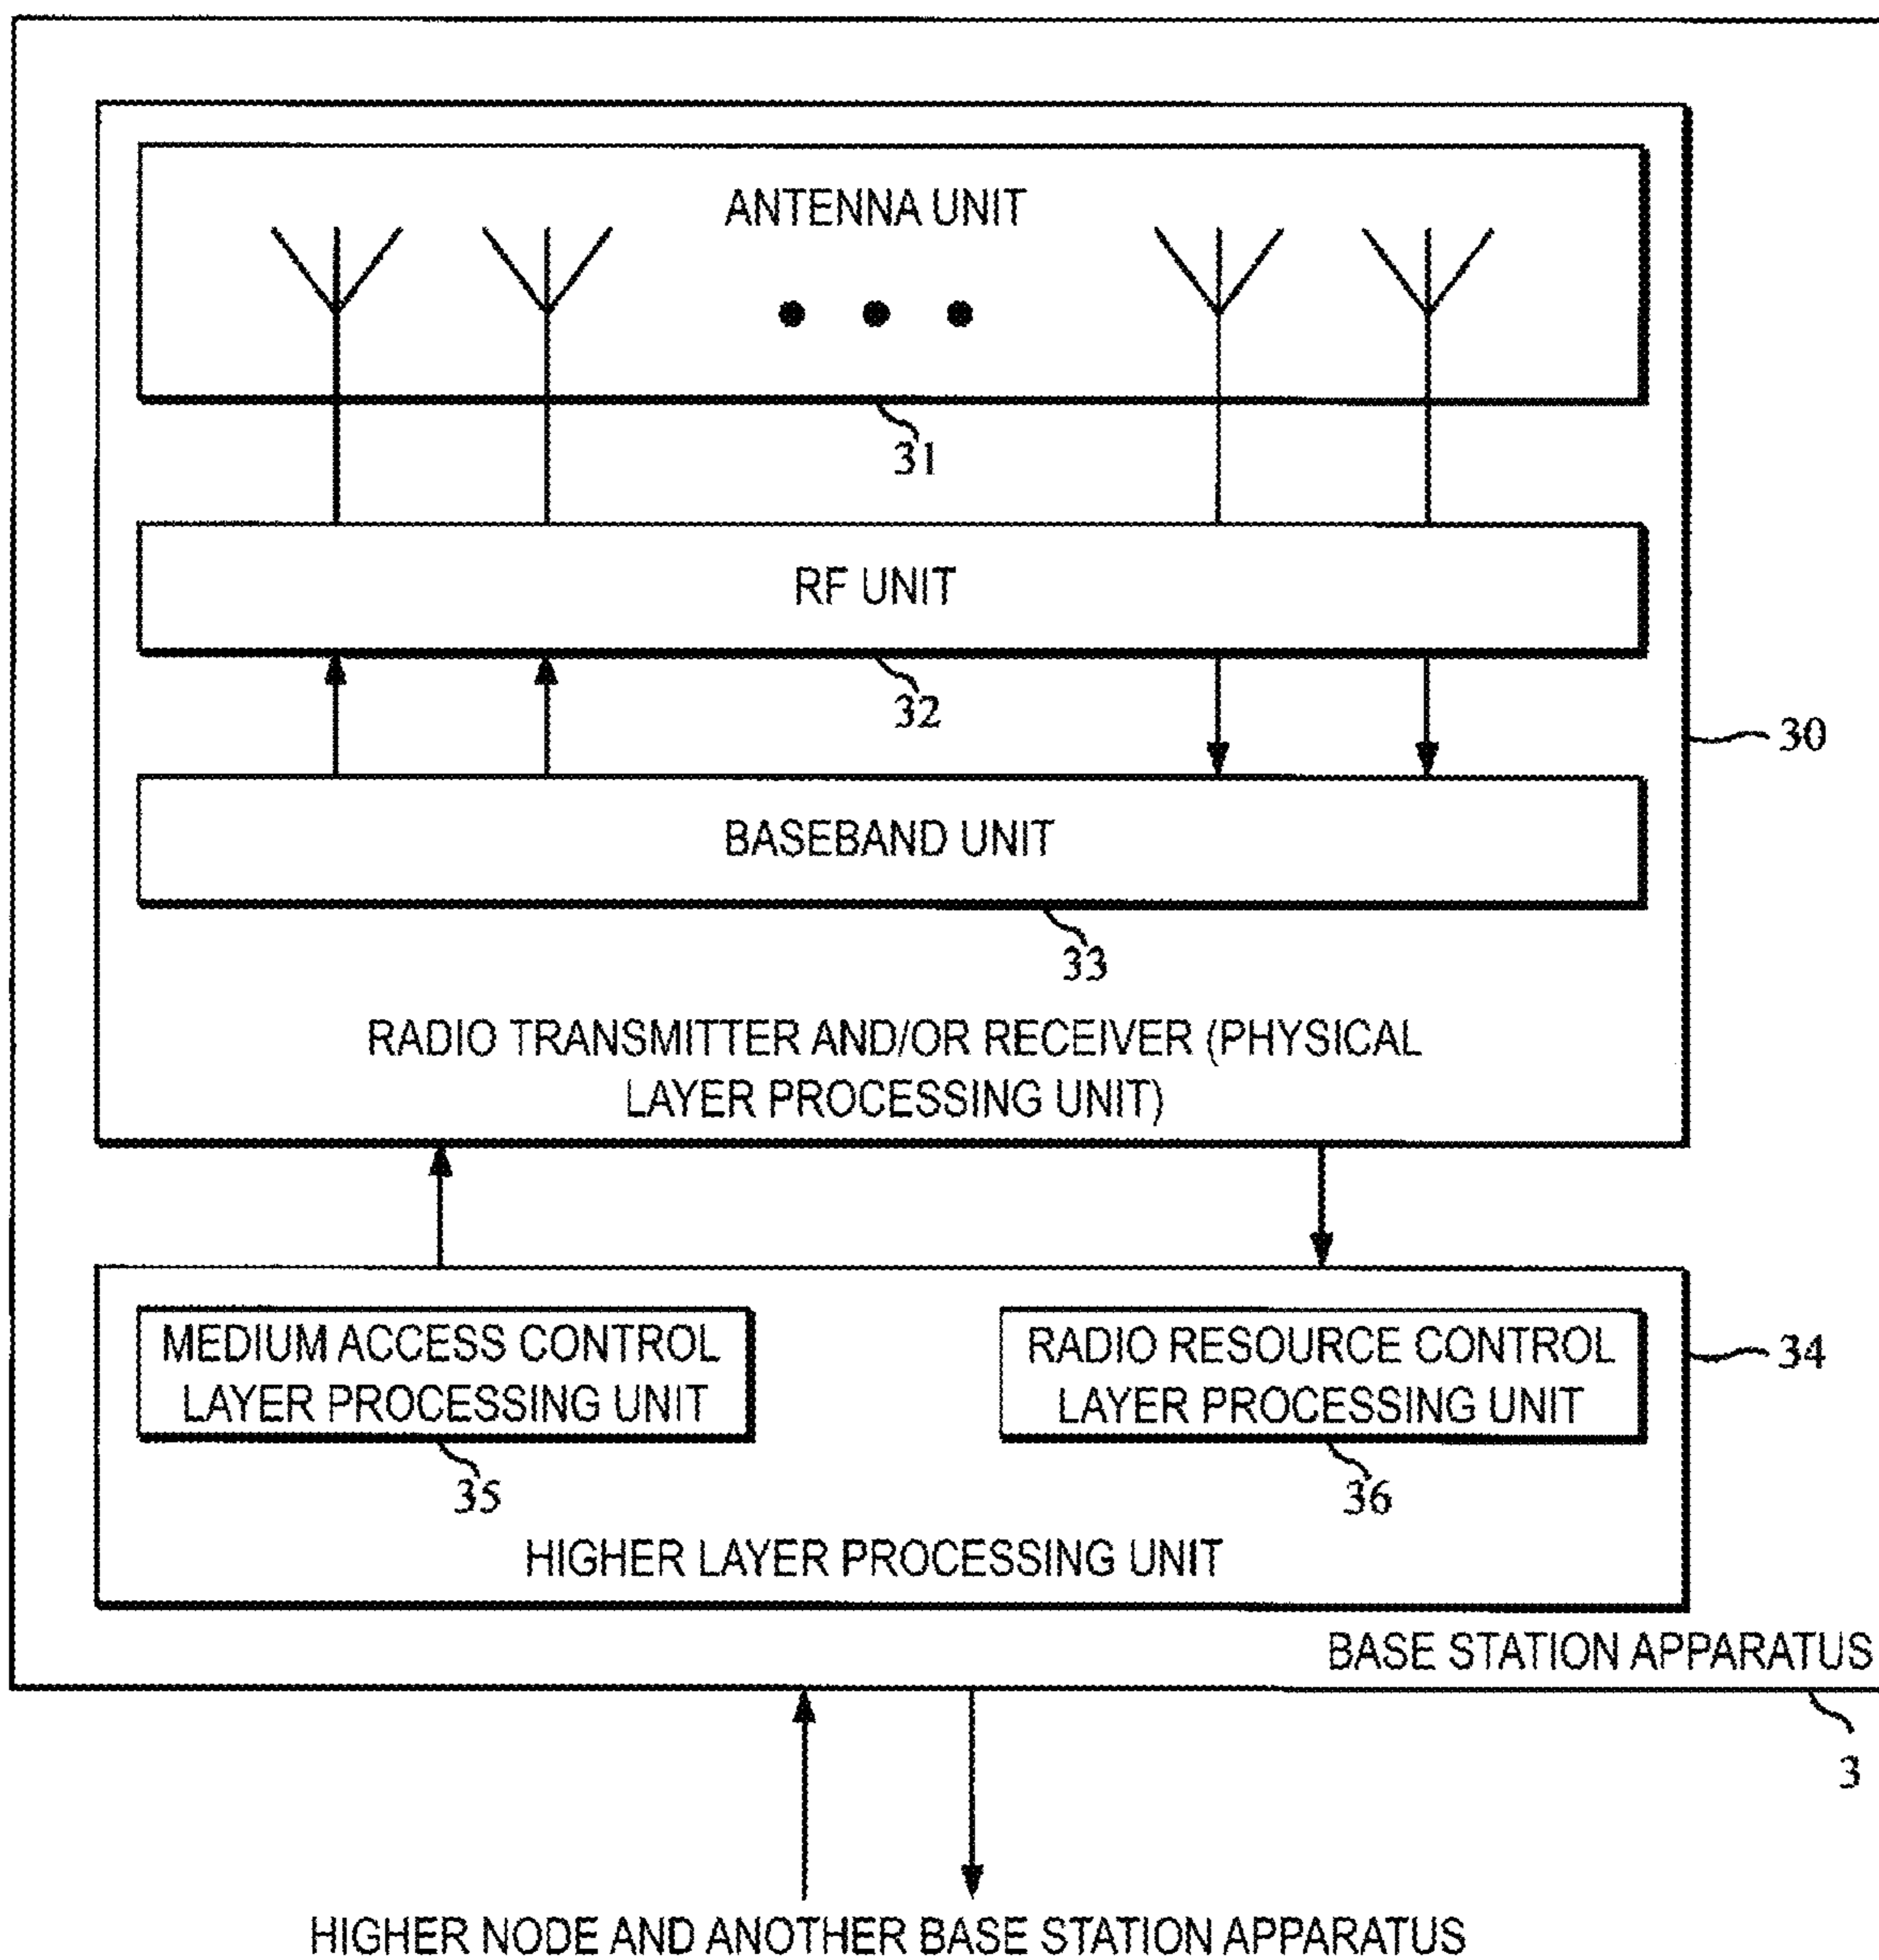 ANTENNA UNIT
31
RF UNIT
32
30
BASEBAND UNIT
33
RADIO TRANSMITTER AND/OR RECEIVER (PHYSICAL
LAYER PROCESSING UNIT)
MEDIUM ACCESS CONTROL
LAYER PROCESSING UNIT
RADIO RESOURCE CONTROL
LAYER PROCESSING UNIT
34
35
36
HIGHER LAYER PROCESSING UNIT
BASE STATION APPARATUS
3
HIGHER NODE AND ANOTHER BASE STATION APPARATUS